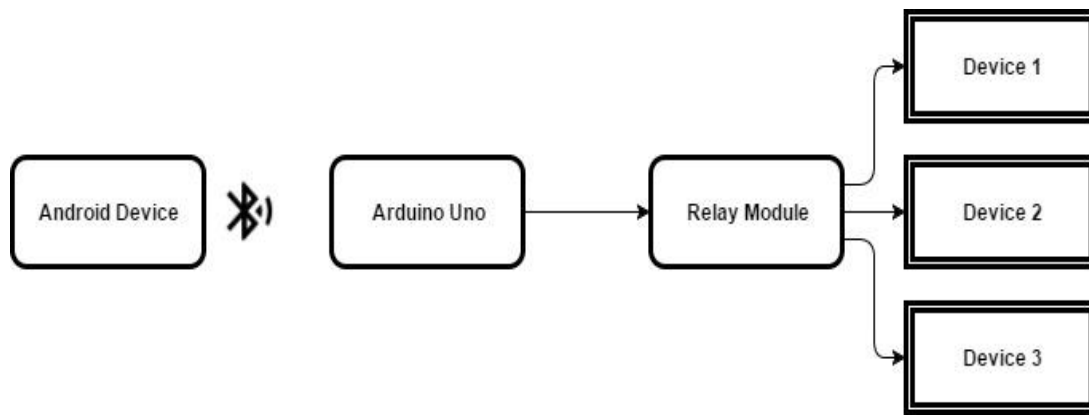 Android Device
Arduino Uno
Relay Module
Device 1
Device 2
Device 3